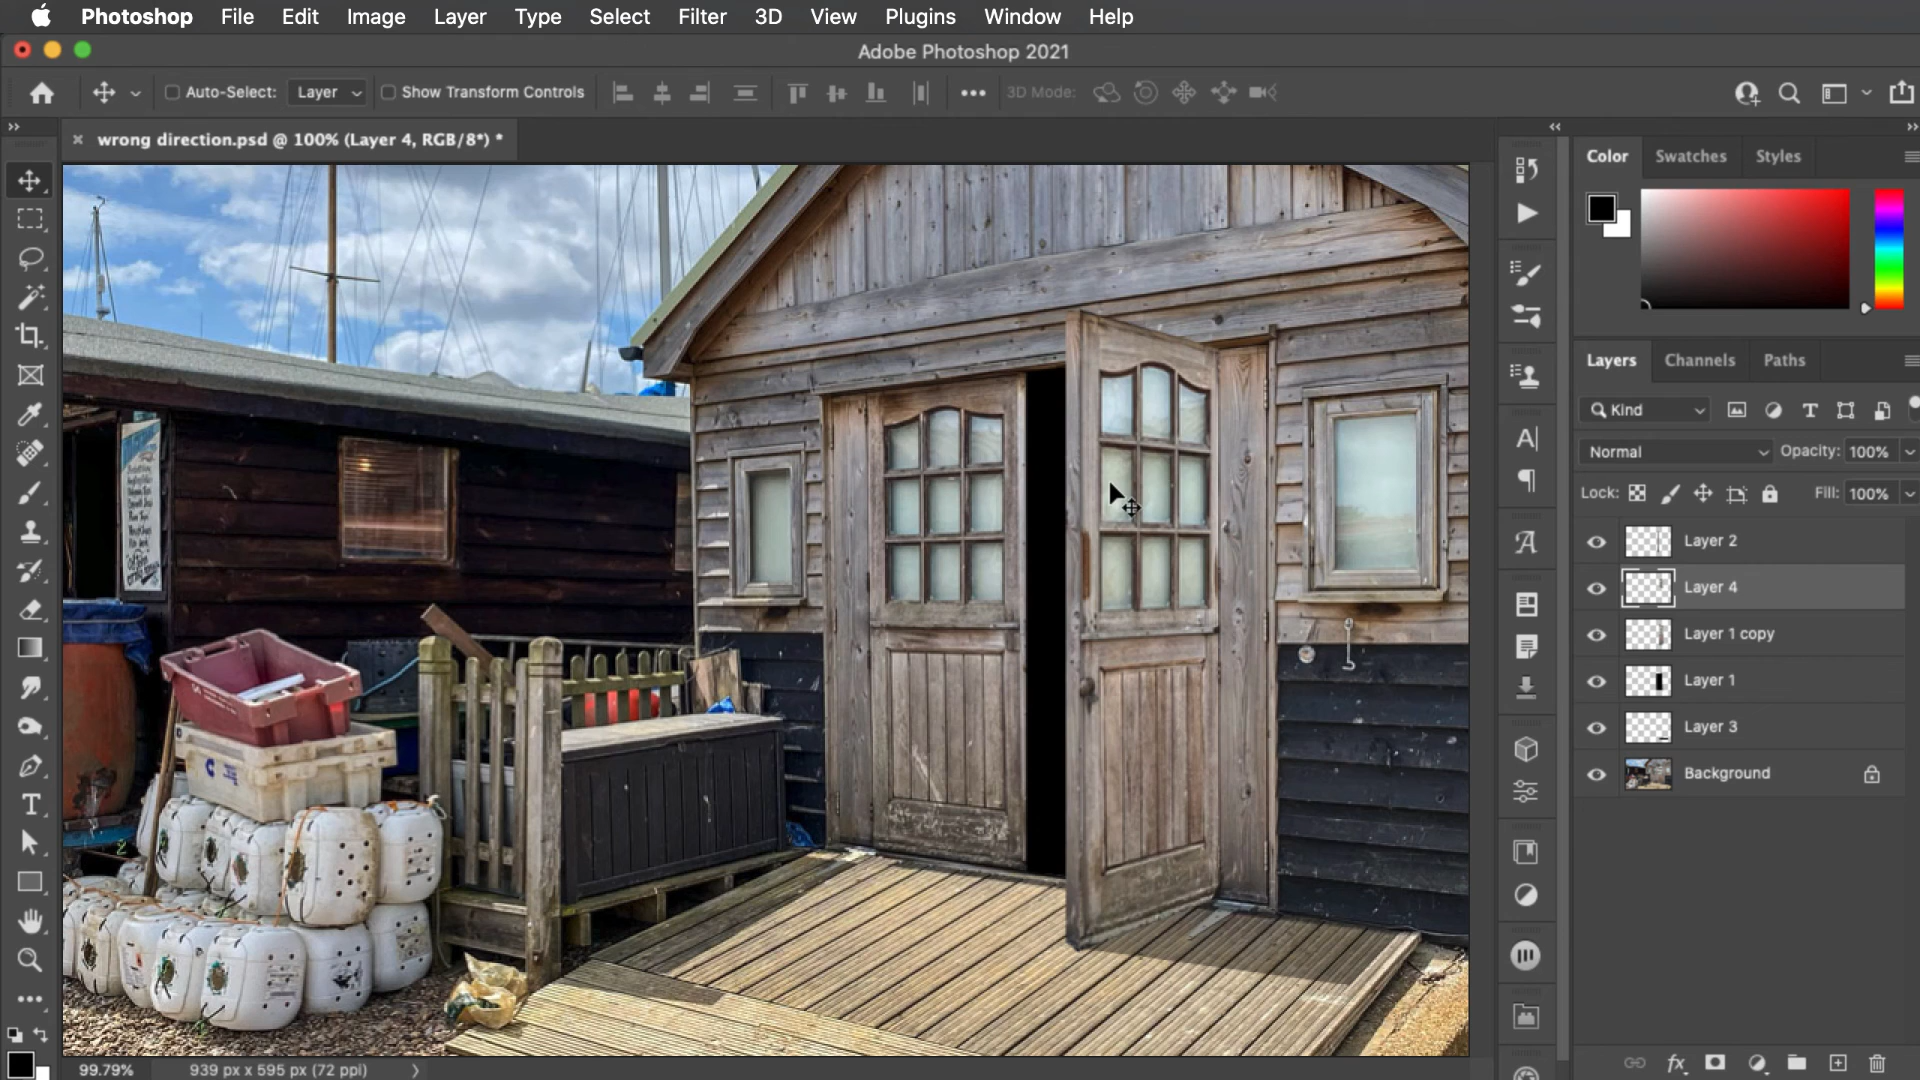 Photoshop File Edit Image Layer Type Select Filter 3D View Plugins Window Help
Adobe Photoshop 2021
Auto-Select: Layer Show Transform Controls 3D Mode:
wrong direction.psd @ 100% (Layer 4, RGB/8*) *
Color Swatches Styles
Layers Channels Paths
Kind
Normal Opacity: 100%
Lock: Fill: 100%
Layer 2
Layer 4
Layer 1 copy
Layer 1
Layer 3
Background
99.79% 939 px x 595 px (72 ppi)